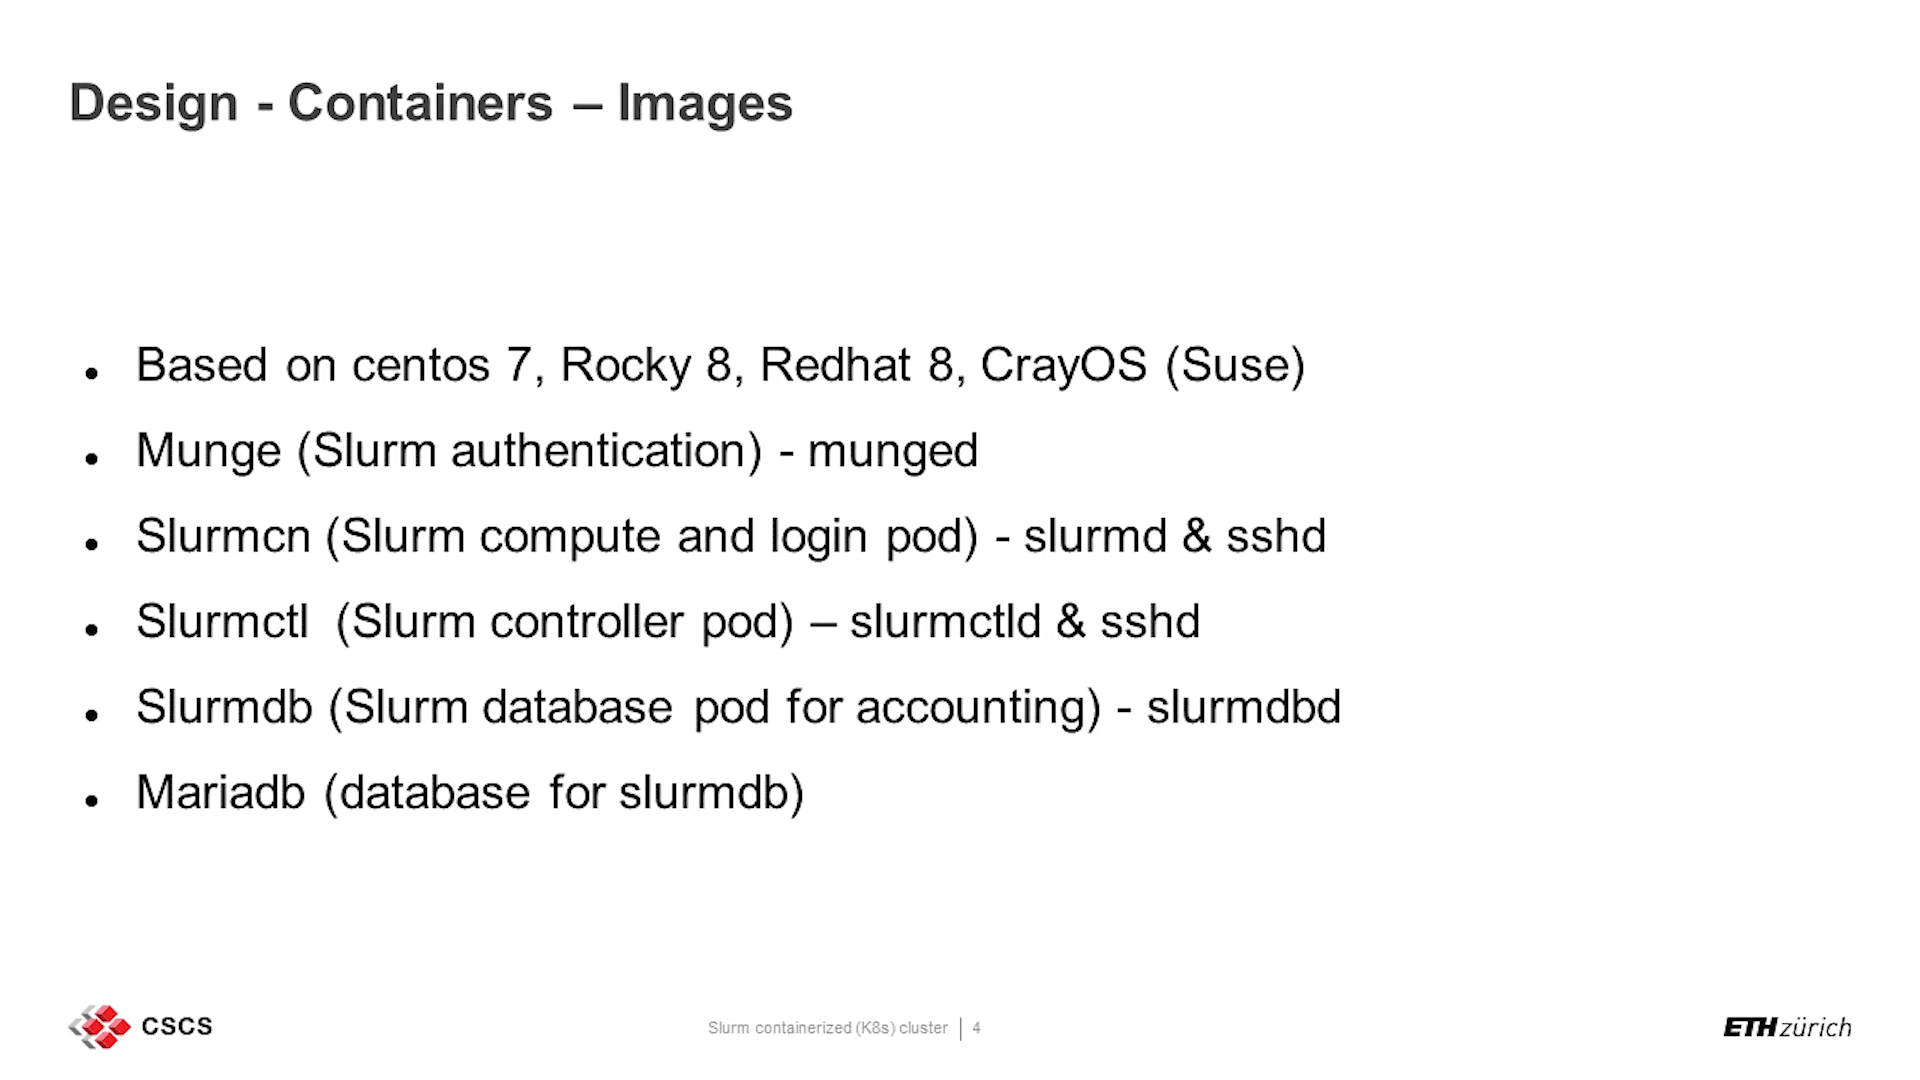 Design - Containers – Images
Based on centos 7, Rocky 8, Redhat 8, CrayOS (Suse)
Munge (Slurm authentication) - munged
Slurmcn (Slurm compute and login pod) - slurmd & sshd
Slurmctl (Slurm controller pod) – slurmctld & sshd
Slurmdb (Slurm database pod for accounting) - slurmdbd
Mariadb (database for slurmdb)
CSCS
Slurm containerized (K8s) cluster | 4
ETH zürich